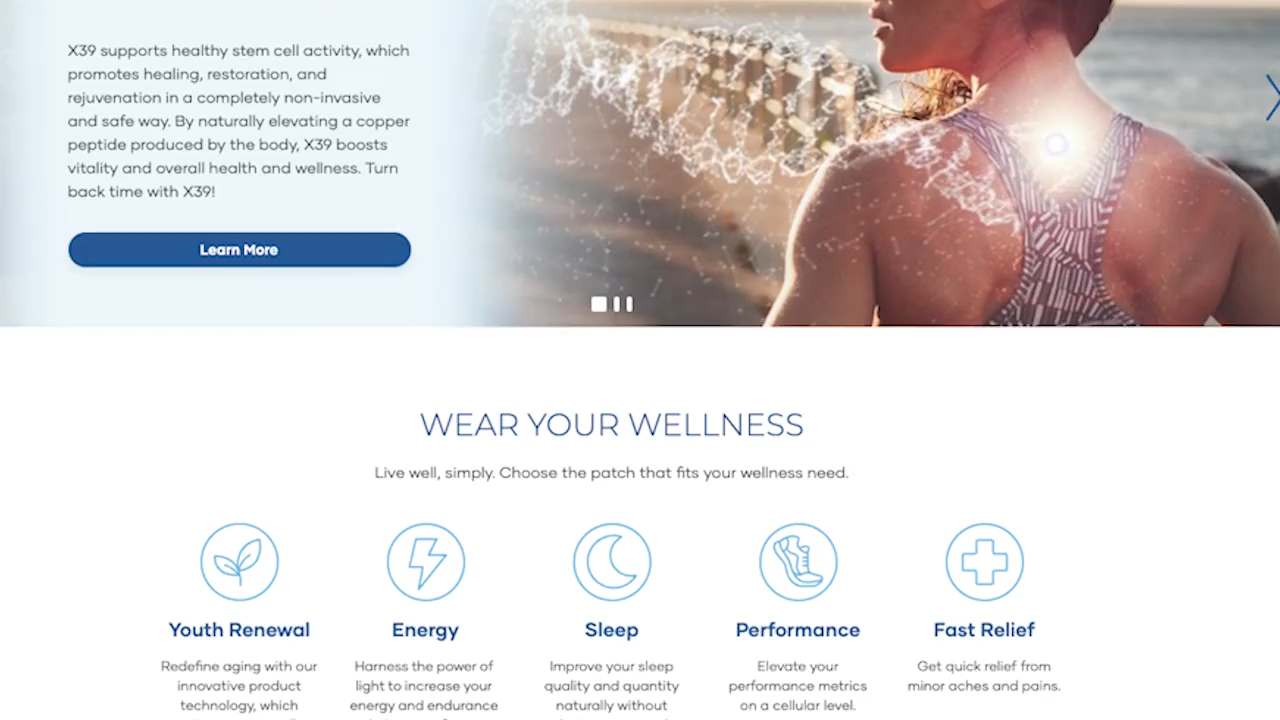 X39 supports healthy stem cell activity, which
promotes healing, restoration, and
rejuvenation in a completely non-invasive
and safe way. By naturally elevating a copper
peptide produced by the body, X39 boosts
vitality and overall health and wellness. Turn
back time with X39!
Learn More
WEAR YOUR WELLNESS
Live well, simply. Choose the patch that fits your wellness need.
Youth Renewal
Redefine aging with our
innovative product
technology, which
Energy
Harness the power of
light to increase your
energy and endurance
Sleep
Improve your sleep
quality and quantity
naturally without
Performance
Elevate your
performance metrics
on a cellular level.
Fast Relief
Get quick relief from
minor aches and pains.